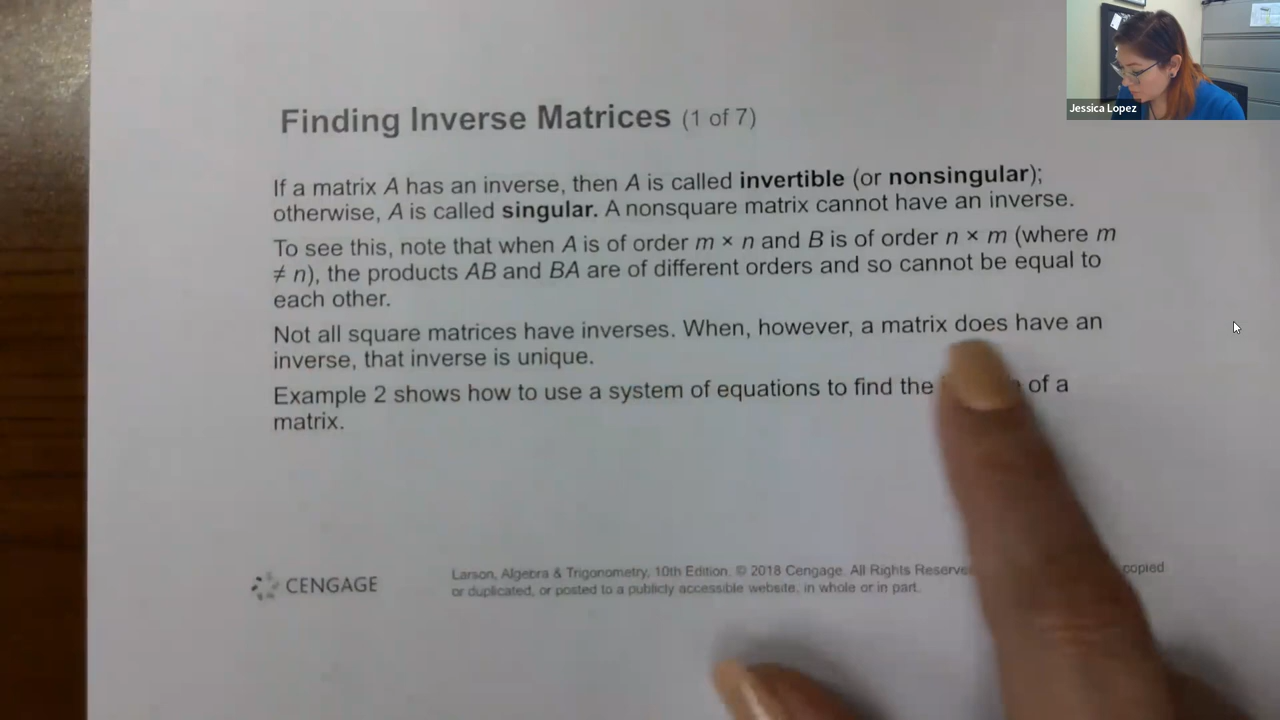 Jessica Lopez
Finding Inverse Matrices (1 of 7)
If a matrix A has an inverse, then A is called invertible (or nonsingular);
otherwise, A is called singular. A nonsquare matrix cannot have an inverse.
To see this, note that when A is of order m × n and B is of order n × m (where m
≠ n), the products AB and BA are of different orders and so cannot be equal to
each other.
Not all square matrices have inverses. When, however, a matrix does have an
inverse, that inverse is unique.
Example 2 shows how to use a system of equations to find the of a
matrix.
CENGAGE
Larson, Algebra & Trigonometry, 10th Edition. © 2018 Cengage. All Rights Reserve copied
or duplicated, or posted to a publicly accessible website, in whole or in part.